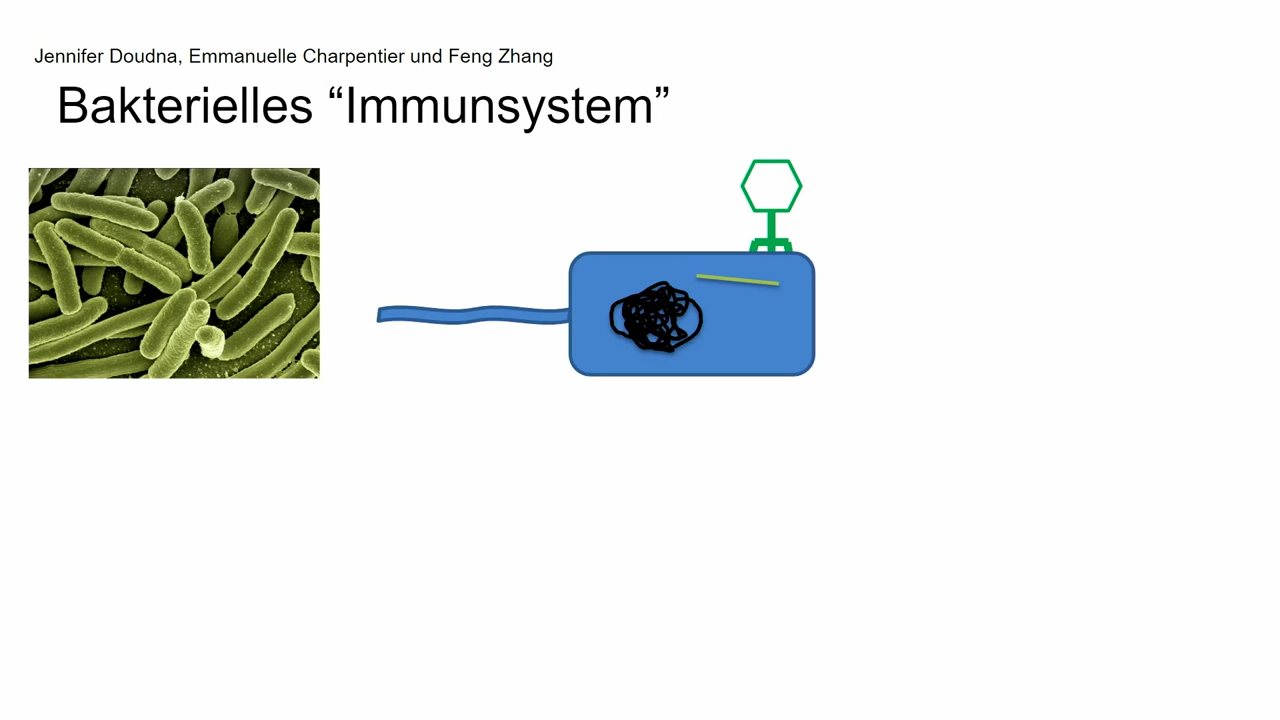 Jennifer Doudna, Emmanuelle Charpentier und Feng Zhang
Bakterielles “Immunsystem”